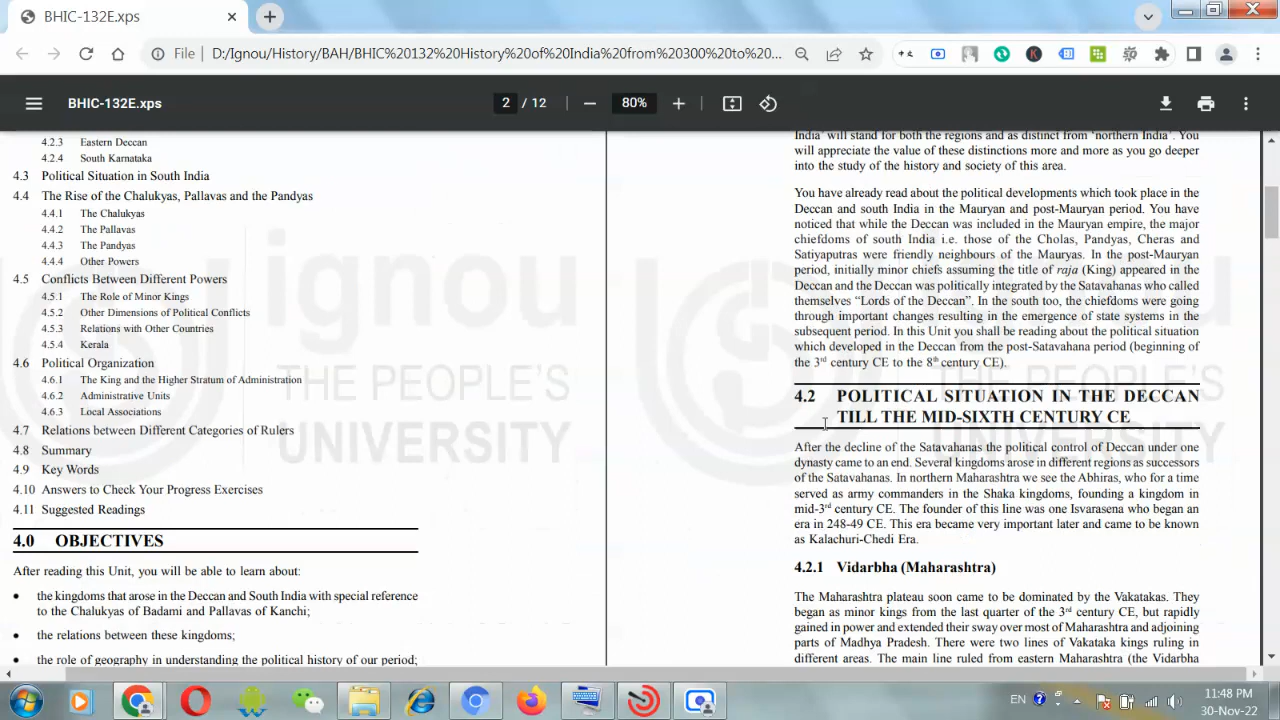 BHIC-132E.xps
File
D:/Ignou/History/BAH/BHIC%20132%20History%20of%20India%20from%20300%20to%20...
BHIC-132E.xps
2 / 12
80%
4.2.3 Eastern Deccan
4.2.4 South Karnataka
4.3 Political Situation in South India
4.4 The Rise of the Chalukyas, Pallavas and the Pandyas
4.4.1 The Chalukyas
4.4.2 The Pallavas
4.4.3 The Pandyas
4.4.4 Other Powers
4.5 Conflicts Between Different Powers
4.5.1 The Role of Minor Kings
4.5.2 Other Dimensions of Political Conflicts
4.5.3 Relations with Other Countries
4.5.4 Kerala
4.6 Political Organization
4.6.1 The King and the Higher Stratum of Administration
4.6.2 Administrative Units
4.6.3 Local Associations
4.7 Relations between Different Categories of Rulers
4.8 Summary
4.9 Key Words
4.10 Answers to Check Your Progress Exercises
4.11 Suggested Readings
4.0 OBJECTIVES
After reading this Unit, you will be able to learn about:
• the kingdoms that arose in the Deccan and South India with special reference
to the Chalukyas of Badami and Pallavas of Kanchi;
• the relations between these kingdoms;
• the role of geography in understanding the political history of our period;
ignou
THE PEOPLE'S
UNIVERSITY
India' will stand for both the regions and as distinct from 'northern India'. You
will appreciate the value of these distinctions more and more as you go deeper
into the study of the history and society of this area.
You have already read about the political developments which took place in the
Deccan and south India in the Mauryan and post-Mauryan period. You have
noticed that while the Deccan was included in the Mauryan empire, the major
chiefdoms of south India i.e. those of the Cholas, Pandyas, Cheras and
Satiyaputras were friendly neighbours of the Mauryas. In the post-Mauryan
period, initially minor chiefs assuming the title of raja (King) appeared in the
Deccan and the Deccan was politically integrated by the Satavahanas who called
themselves "Lords of the Deccan". In the south too, the chiefdoms were going
through important changes resulting in the emergence of state systems in the
subsequent period. In this Unit you shall be reading about the political situation
which developed in the Deccan from the post-Satavahana period (beginning of
the 3rd century CE to the 8th century CE).
4.2 POLITICAL SITUATION IN THE DECCAN
TILL THE MID-SIXTH CENTURY CE
After the decline of the Satavahanas the political control of Deccan under one
dynasty came to an end. Several kingdoms arose in different regions as successors
of the Satavahanas. In northern Maharashtra we see the Abhiras, who for a time
served as army commanders in the Shaka kingdoms, founding a kingdom in
mid-3rd century CE. The founder of this line was one Isvarasena who began an
era in 248-49 CE. This era became very important later and came to be known
as Kalachuri-Chedi Era.
4.2.1 Vidarbha (Maharashtra)
The Maharashtra plateau soon came to be dominated by the Vakatakas. They
began as minor kings from the last quarter of the 3rd century CE, but rapidly
gained in power and extended their sway over most of Maharashtra and adjoining
parts of Madhya Pradesh. There were two lines of Vakataka kings ruling in
different areas. The main line ruled from eastern Maharashtra (the Vidarbha
ignou
THE PEOPLE'S
UNIVERSITY
EN
11:48 PM
30-Nov-22